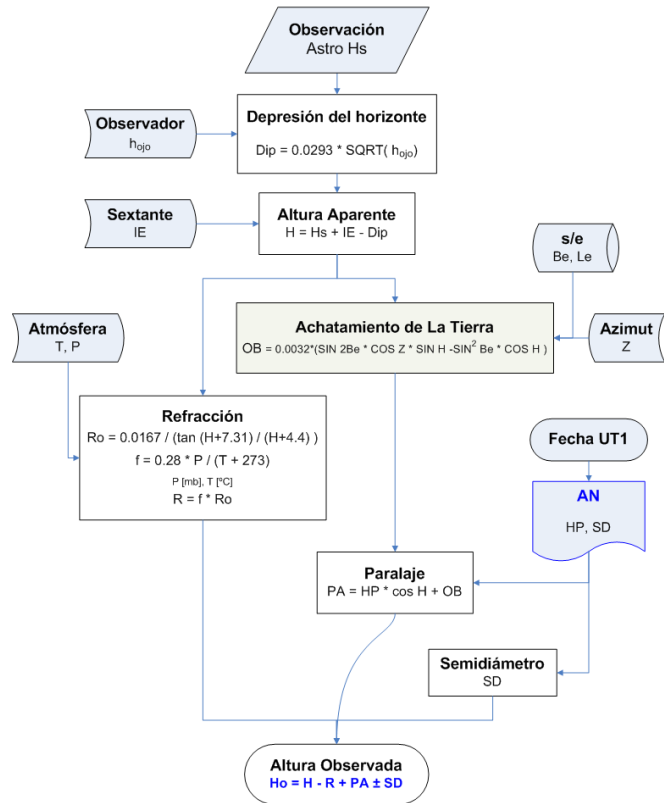 Observación
Astro Hs
Depresión del horizonte
Dip = 0.0293 * SQRT( h_ojo)
Observador
h_ojo
Sextante
IE
Altura Aparente
H = Hs + IE - Dip
s/e
Be, Le
Atmósfera
T, P
Achatamiento de La Tierra
OB = 0.0032*(SIN 2Be * COS Z * SIN H -SIN² Be * COS H )
Azimut
Z
Refracción
Ro = 0.0167 / (tan (H+7.31) / (H+4.4) )
f = 0.28 * P / (T + 273)
P [mb], T [ºC]
R = f * Ro
Fecha UT1
AN
HP, SD
Paralaje
PA = HP * cos H + OB
Semidiámetro
SD
Altura Observada
Ho = H - R + PA ± SD